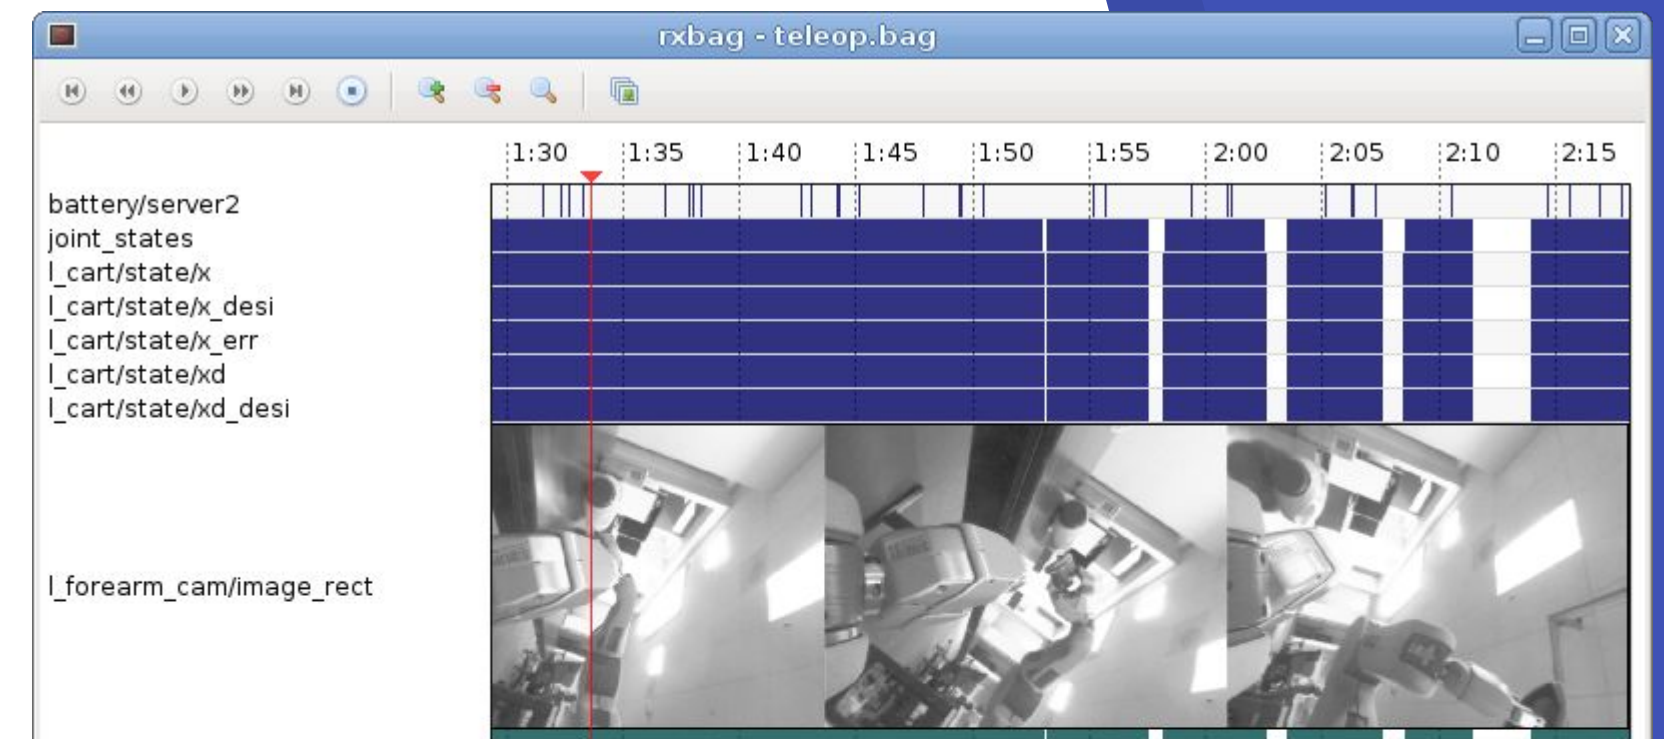 rxbag - teleop.bag
1:30 1:35 1:40 1:45 1:50 1:55 2:00 2:05 2:10 2:15
battery/server2
joint_states
l_cart/state/x
l_cart/state/x_desi
l_cart/state/x_err
l_cart/state/xd
l_cart/state/xd_desi
l_forearm_cam/image_rect